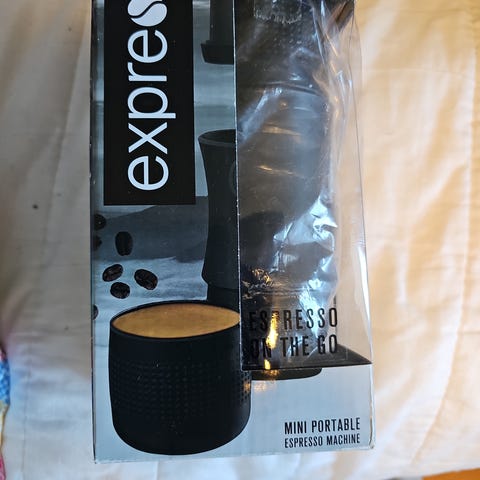 expres
ESPRESSO
ON THE GO
MINI PORTABLE
ESPRESSO MACHINE